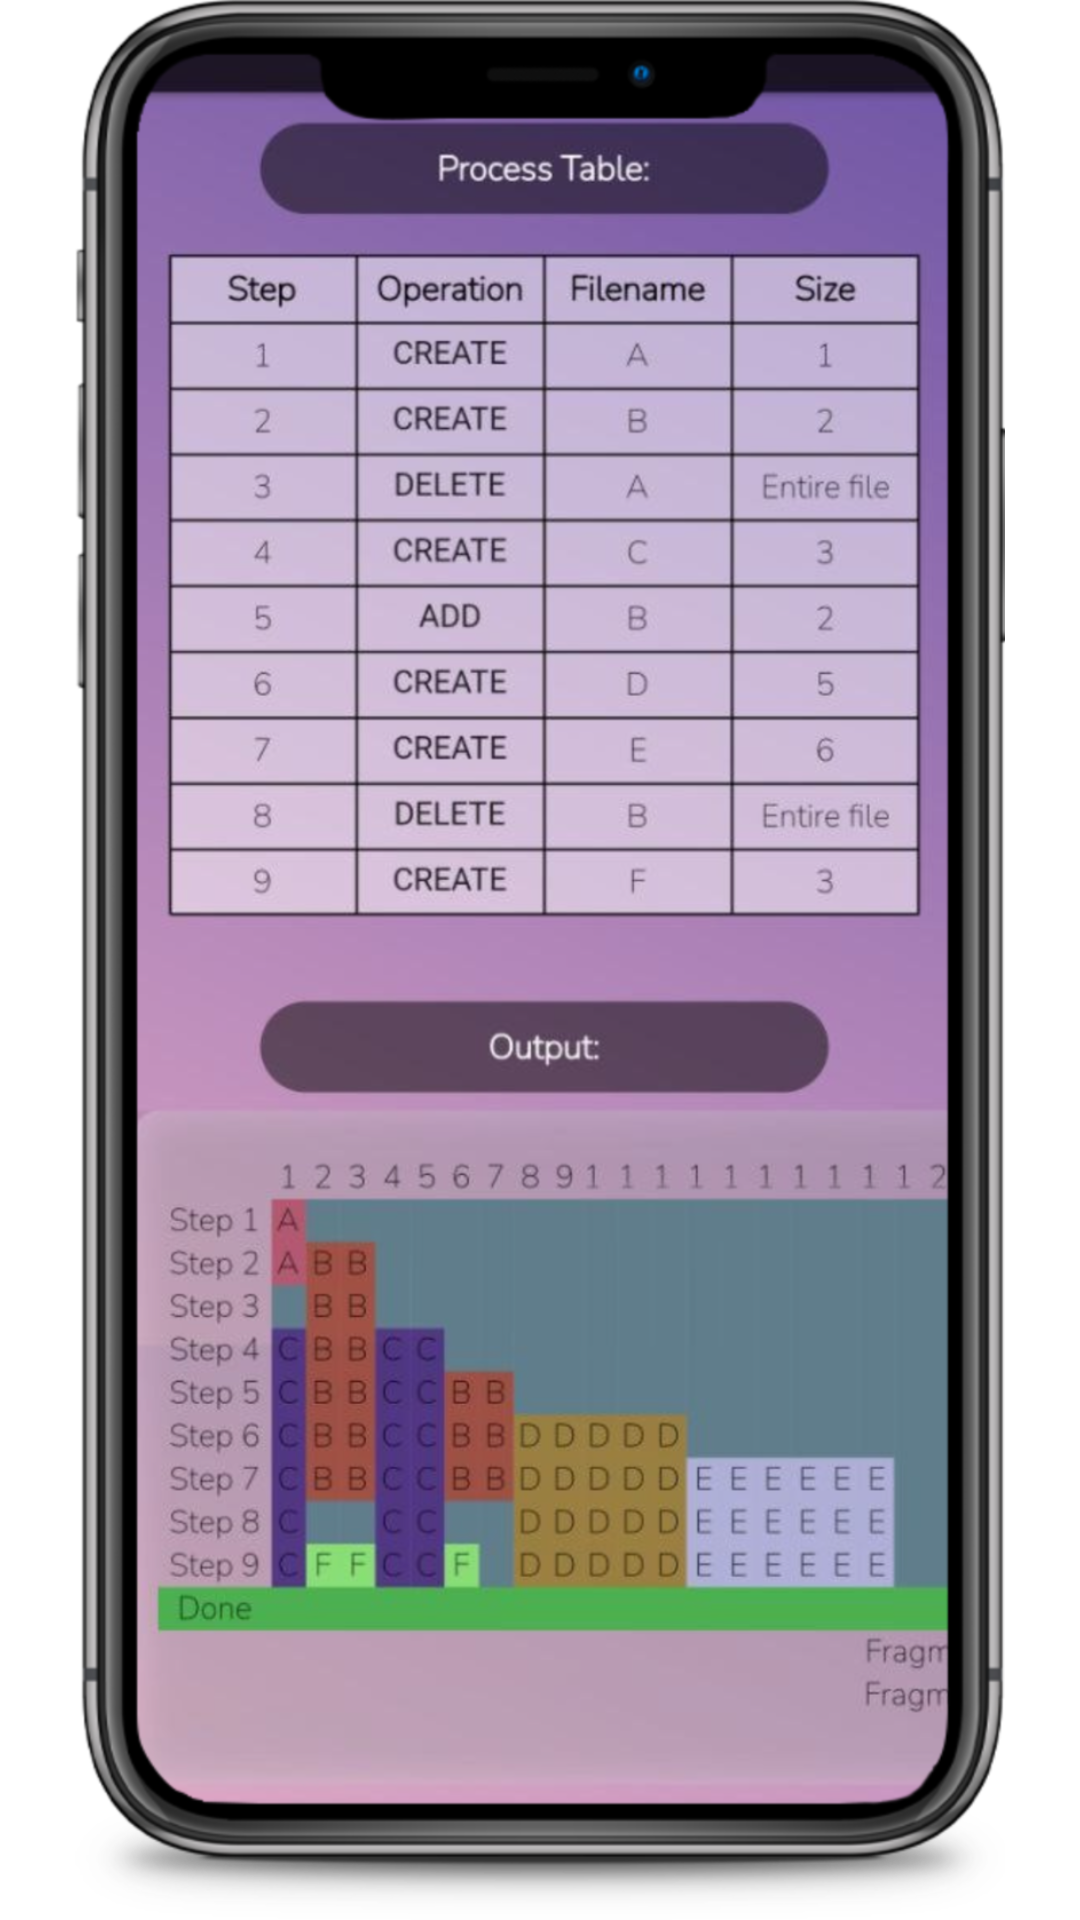 Process Table:
Step Operation Filename Size
1 CREATE A 1
2 CREATE B 2
3 DELETE A Entire file
4 CREATE C 3
5 ADD B 2
6 CREATE D 5
7 CREATE E 6
8 DELETE B Entire file
9 CREATE F 3
Output:
1 2 3 4 5 6 7 8 9 1 1 1 1 1 1 1 1 1 1 2
Step 1 A
Step 2 A B B
Step 3 B B
Step 4 C B B C C
Step 5 C B B C C B B
Step 6 C B B C C B B D D D D D
Step 7 C B B C C B B D D D D D E E E E E E
Step 8 C C C D D D D D E E E E E E
Step 9 C F F C C F D D D D D E E E E E E
Done
Fragm
Fragm